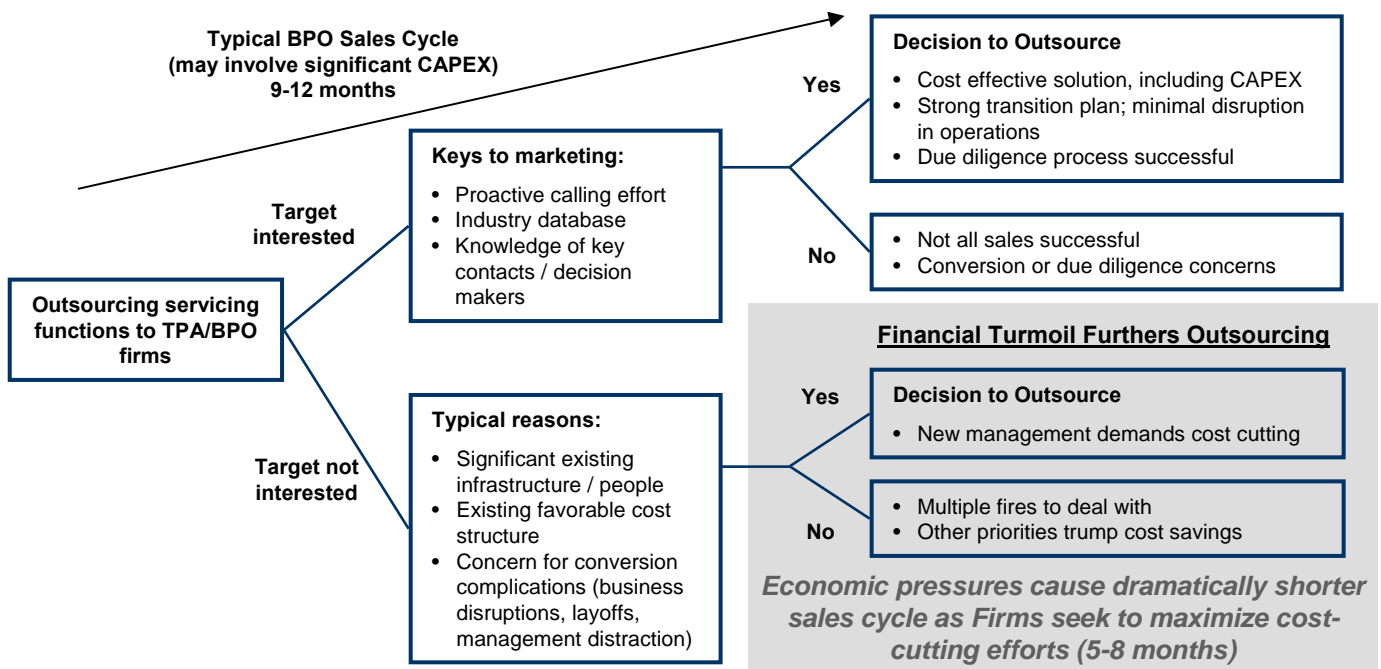 Typical BPO Sales Cycle
(may involve significant CAPEX)
9-12 months
Outsourcing servicing
functions to TPA/BPO
firms
Target
interested
Keys to marketing:
• Proactive calling effort
• Industry database
• Knowledge of key
contacts / decision
makers
Yes
Decision to Outsource
• Cost effective solution, including CAPEX
• Strong transition plan; minimal disruption
in operations
• Due diligence process successful
No
• Not all sales successful
• Conversion or due diligence concerns
Target not
interested
Typical reasons:
• Significant existing
infrastructure / people
• Existing favorable cost
structure
• Concern for conversion
complications (business
disruptions, layoffs,
management distraction)
Financial Turmoil Furthers Outsourcing
Yes
Decision to Outsource
• New management demands cost cutting
No
• Multiple fires to deal with
• Other priorities trump cost savings
Economic pressures cause dramatically shorter
sales cycle as Firms seek to maximize cost-
cutting efforts (5-8 months)